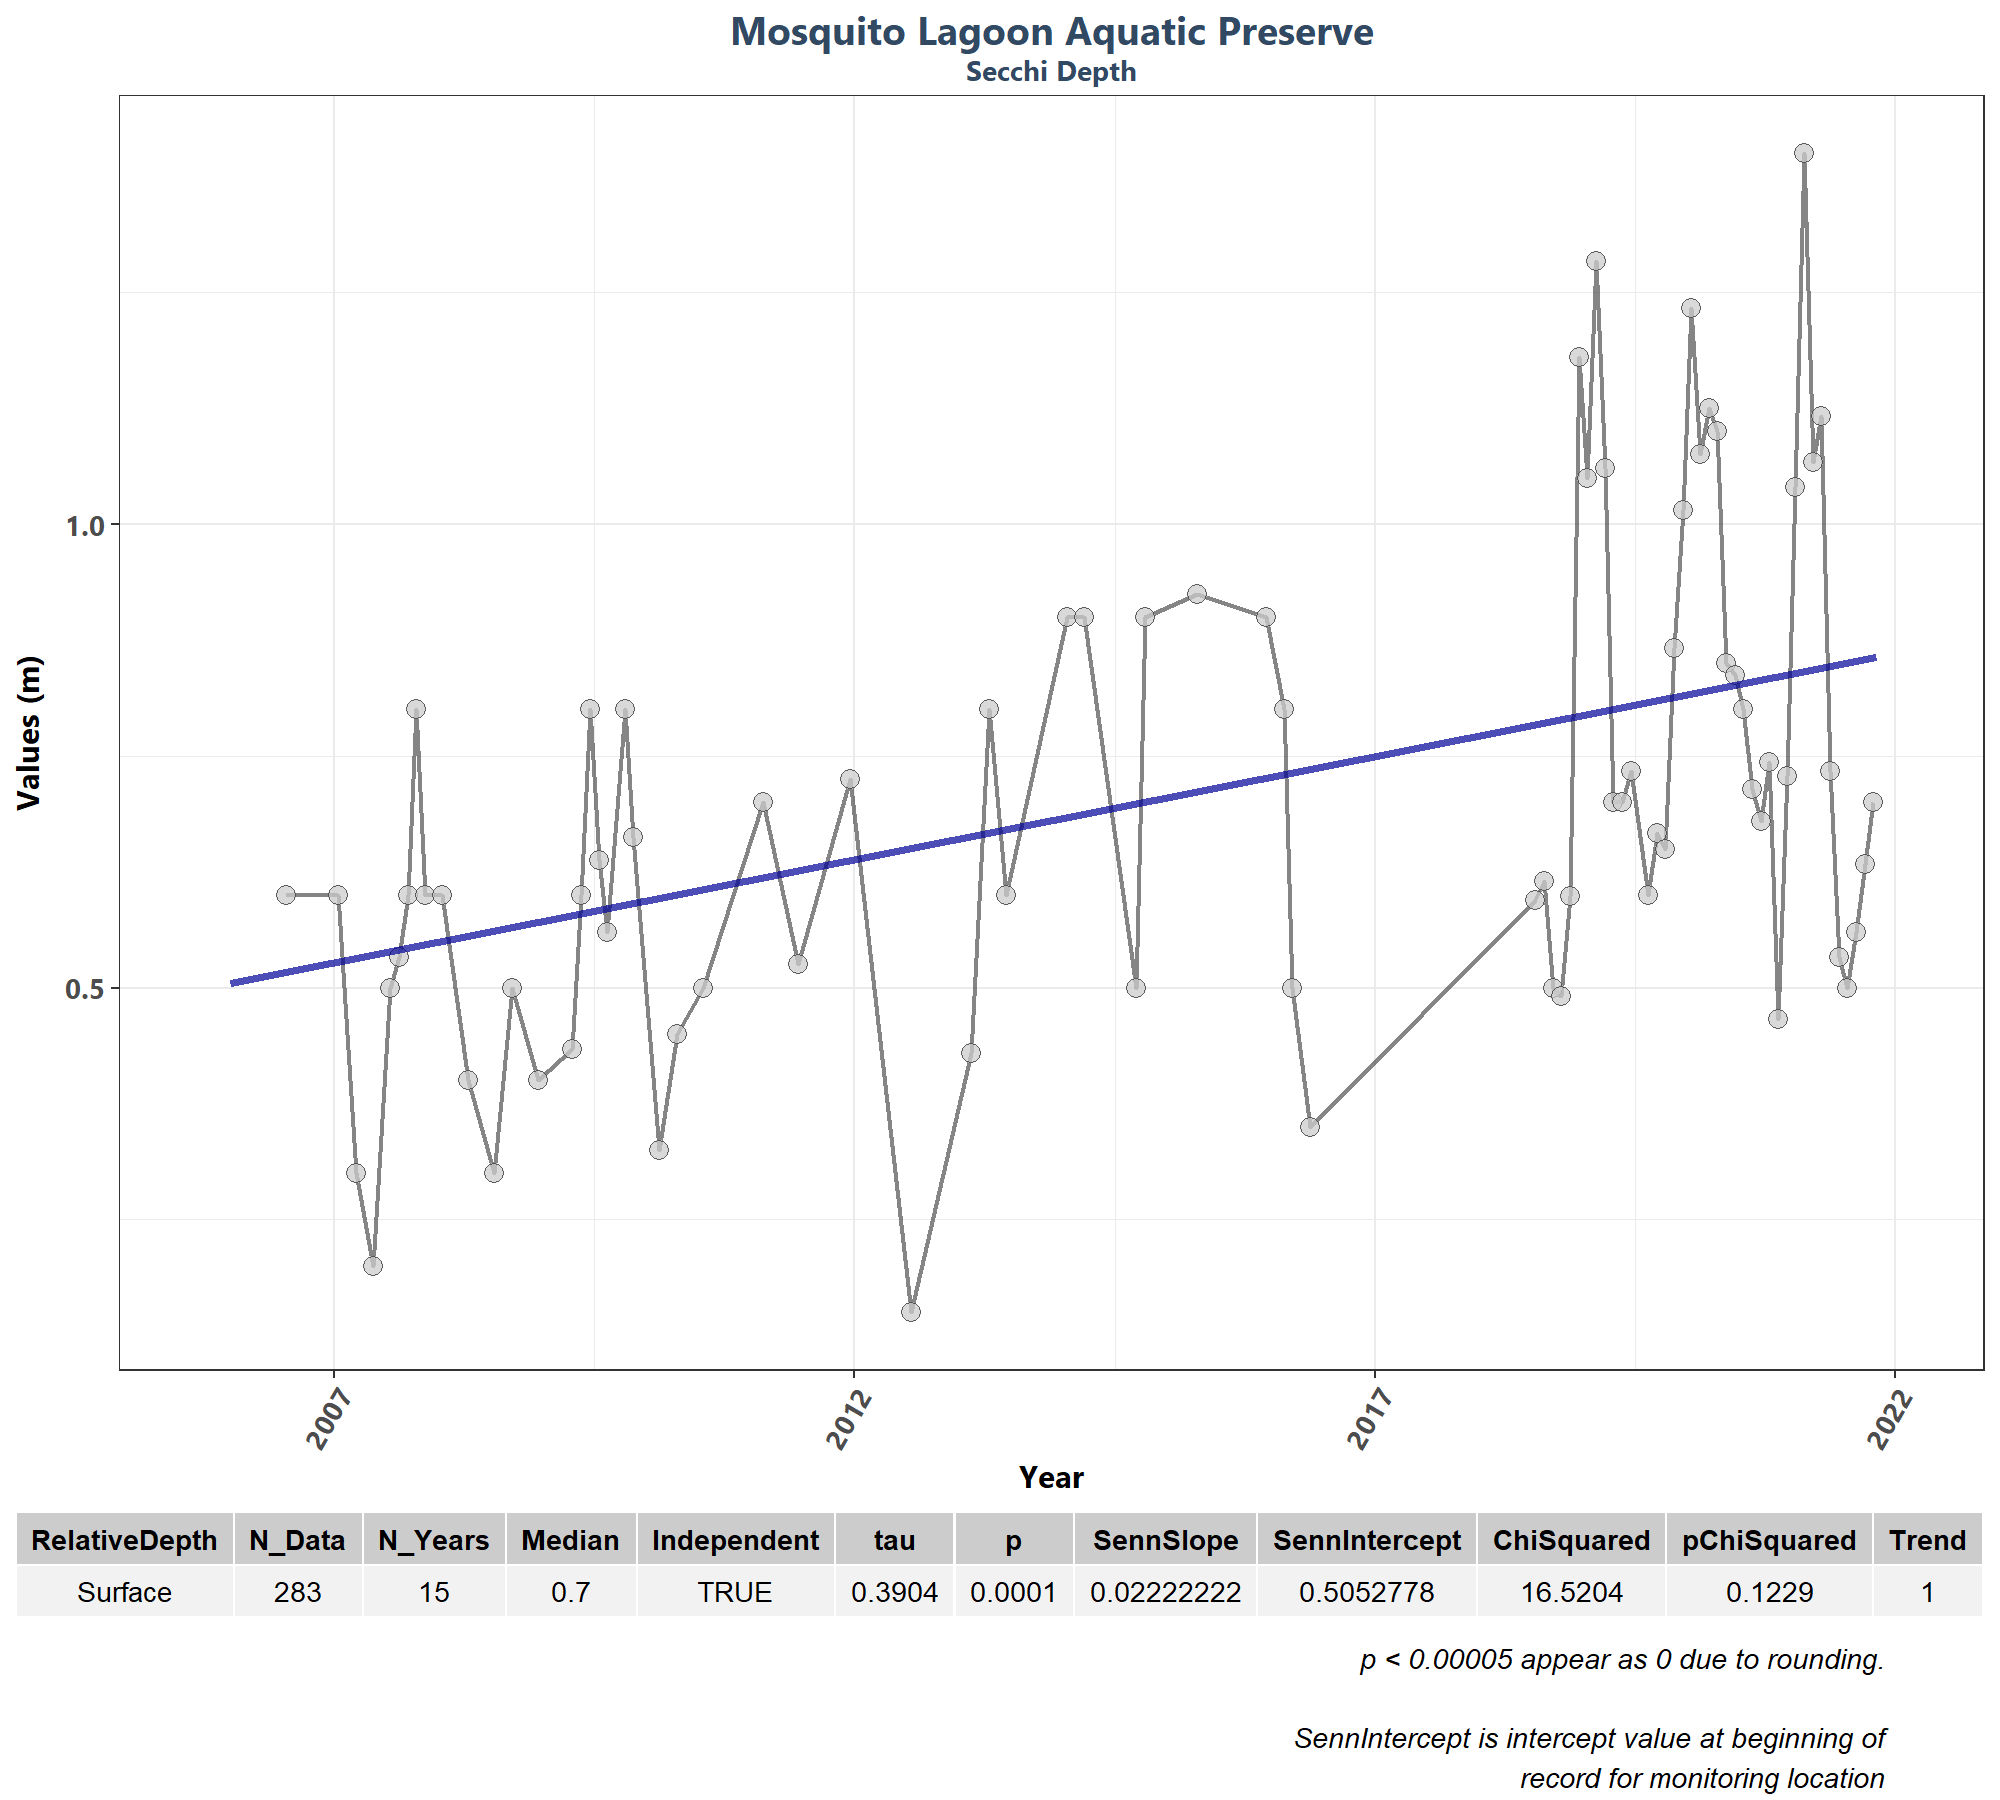 Mosquito Lagoon Aquatic Preserve
Secchi Depth
Values (m)
1.0
0.5
2007
2012
2017
2022
Year
RelativeDepth N_Data N_Years Median Independent tau p SennSlope SennIntercept ChiSquared pChiSquared Trend
Surface 283 15 0.7 TRUE 0.3904 0.0001 0.02222222 0.5052778 16.5204 0.1229 1
p < 0.00005 appear as 0 due to rounding.
SennIntercept is intercept value at beginning of
record for monitoring location